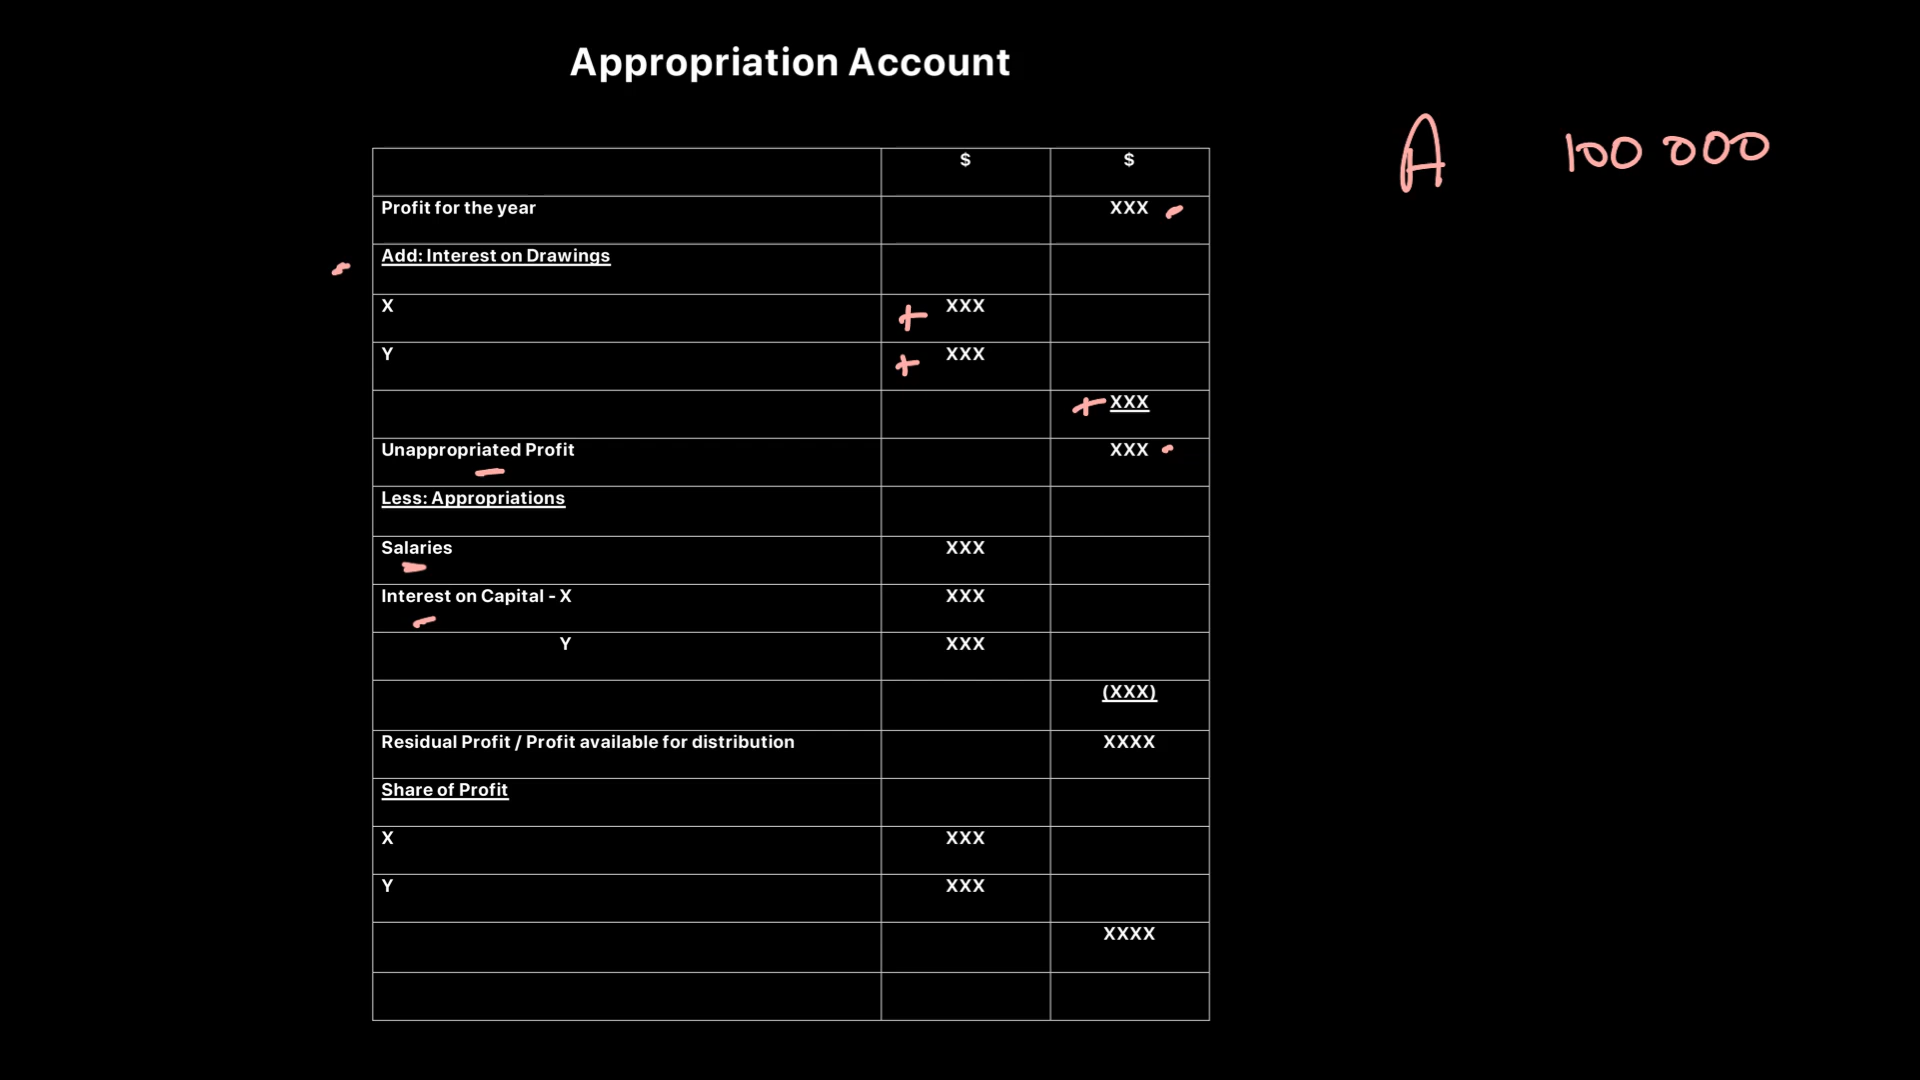 Appropriation Account
A 100 000
$ $
Profit for the year XXX
Add: Interest on Drawings
X + XXX
Y + XXX
+ XXX
Unappropriated Profit XXX
Less: Appropriations
Salaries XXX
Interest on Capital - X XXX
Y XXX
(XXX)
Residual Profit / Profit available for distribution XXXX
Share of Profit
X XXX
Y XXX
XXXX